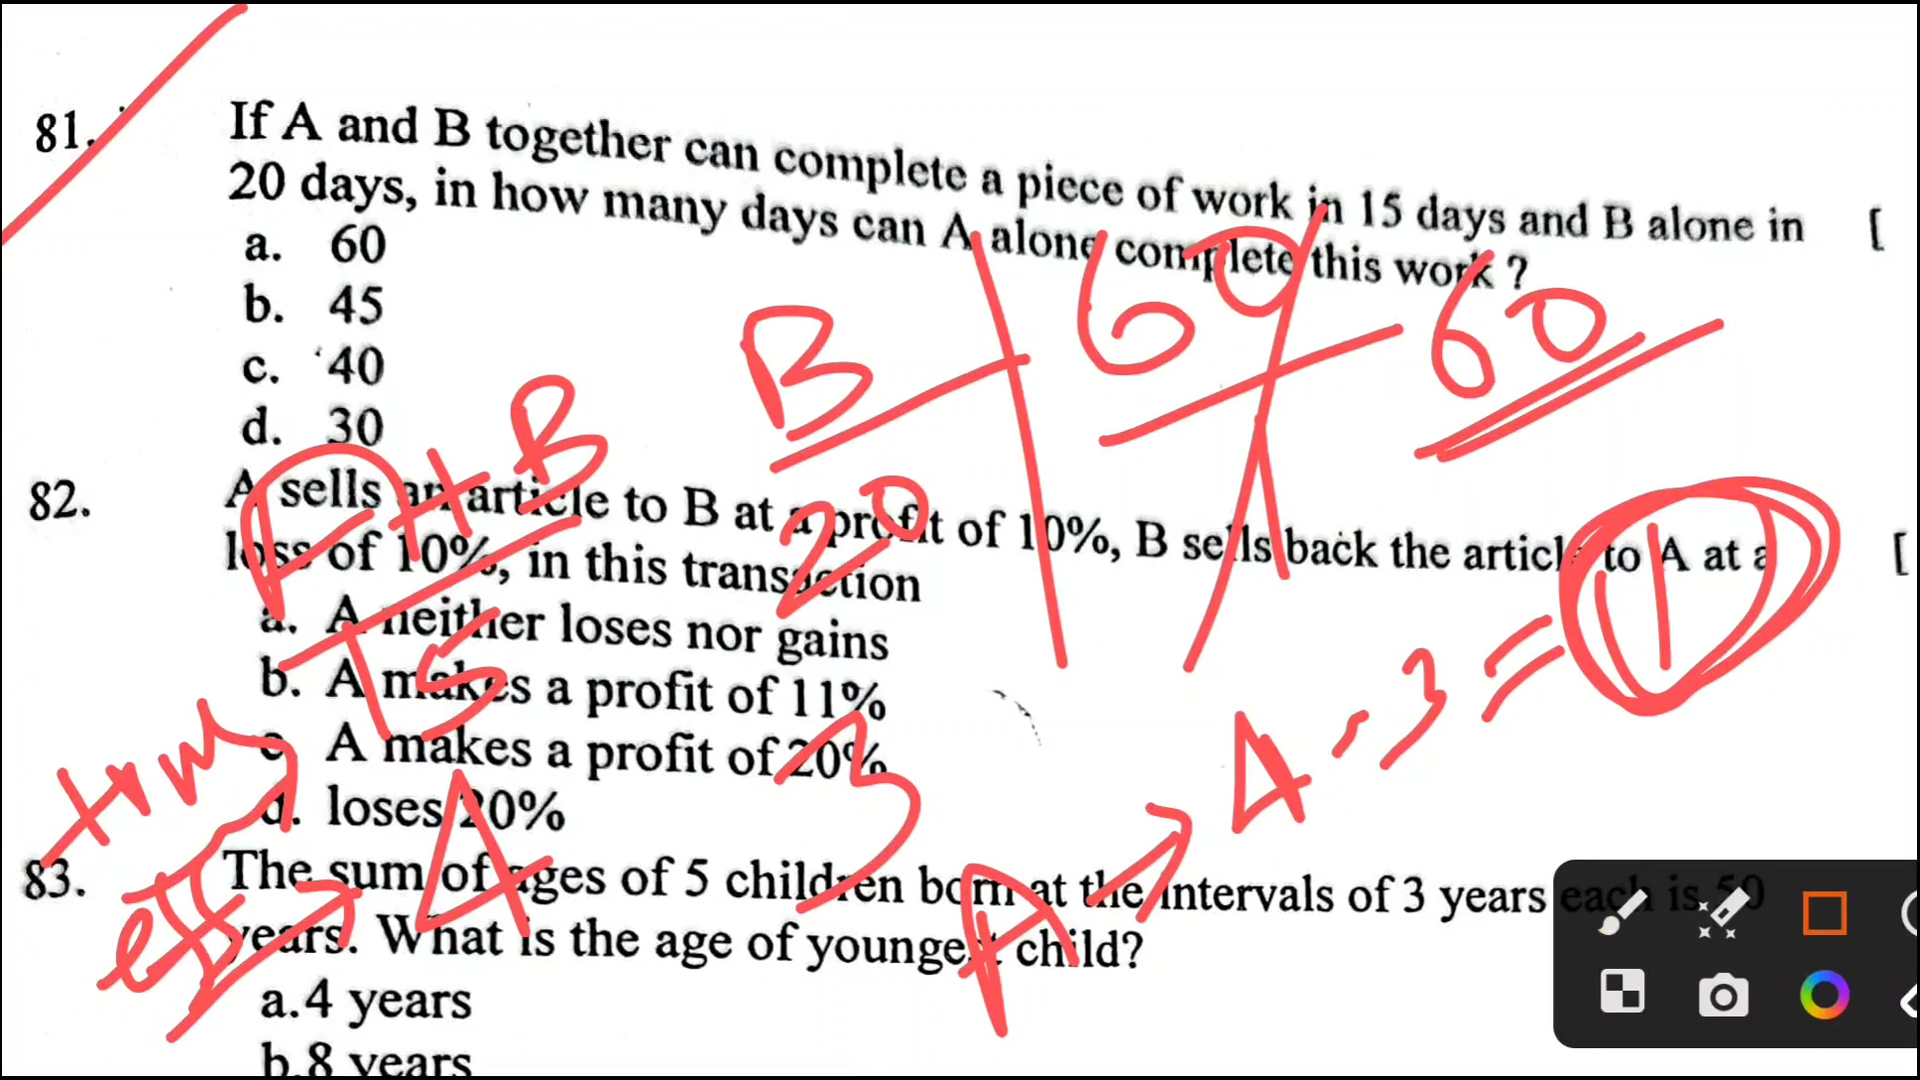 81. If A and B together can complete a piece of work in 15 days and B alone in [
20 days, in how many days can A alone complete this work ?
a. 60
b. 45
c. 40
d. 30
B 60 60
A+B 20
15
82. A sells an article to B at a profit of 10%, B sells back the article to A at a [
loss of 10%, in this transaction
a. A neither loses nor gains
b. A makes a profit of 11%
c. A makes a profit of 20%
d. loses 20%
4 3 A → 4 - 3 = 1
eff →
83. The sum of ages of 5 children born at the intervals of 3 years each is 50
years. What is the age of youngest child?
a. 4 years
b. 8 years